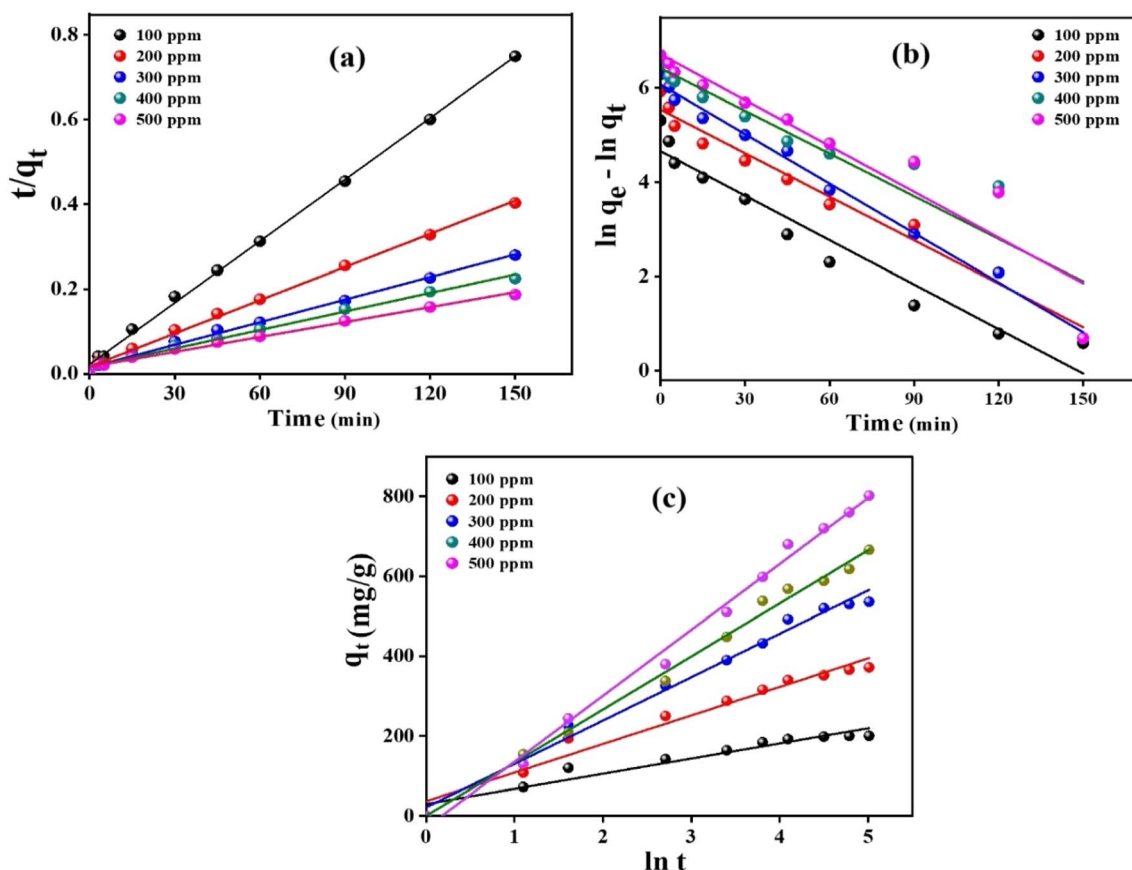 (a)
100 ppm
200 ppm
300 ppm
400 ppm
500 ppm
t/qt
0.8
0.6
0.4
0.2
0.0
0 30 60 90 120 150
Time (min)
(b)
100 ppm
200 ppm
300 ppm
400 ppm
500 ppm
ln qe - ln qt
6
4
2
0
0 30 60 90 120 150
Time (min)
(c)
100 ppm
200 ppm
300 ppm
400 ppm
500 ppm
qt (mg/g)
800
600
400
200
0
0 1 2 3 4 5
ln t